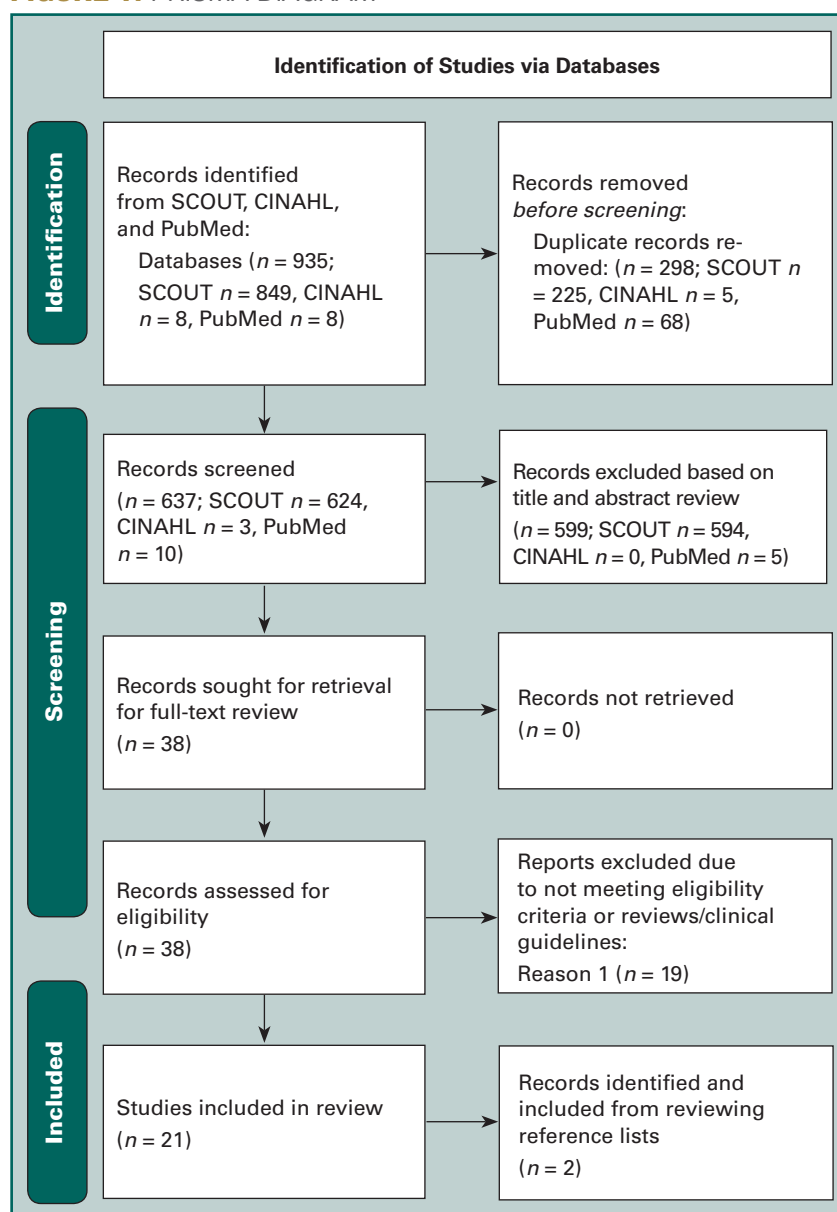 FIGURE 1. PRISMA DIAGRAM
Identification of Studies via Databases
Identification
Records identified
from SCOUT, CINAHL,
and PubMed:
Databases (n = 935;
SCOUT n = 849, CINAHL
n = 8, PubMed n = 8)
Records removed
before screening:
Duplicate records re-
moved: (n = 298; SCOUT n
= 225, CINAHL n = 5,
PubMed n = 68)
Screening
Records screened
(n = 637; SCOUT n = 624,
CINAHL n = 3, PubMed
n = 10)
Records excluded based on
title and abstract review
(n = 599; SCOUT n = 594,
CINAHL n = 0, PubMed n = 5)
Records sought for retrieval
for full-text review
(n = 38)
Records not retrieved
(n = 0)
Records assessed for
eligibility
(n = 38)
Reports excluded due
to not meeting eligibility
criteria or reviews/clinical
guidelines:
Reason 1 (n = 19)
Included
Studies included in review
(n = 21)
Records identified and
included from reviewing
reference lists
(n = 2)